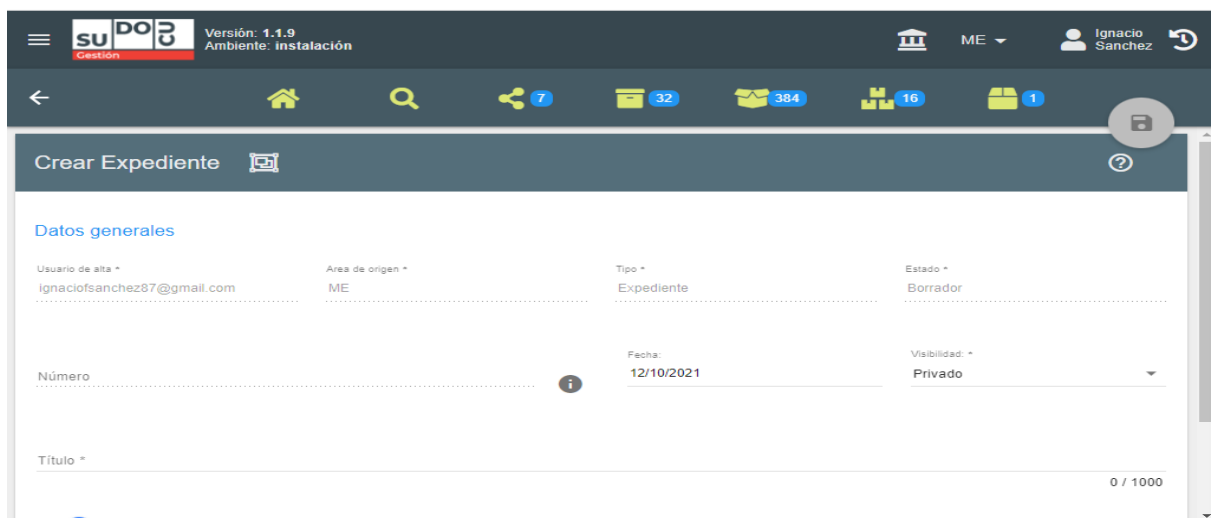 SU DOCU
Gestión
Versión: 1.1.9
Ambiente: instalación
ME
Ignacio
Sanchez
7
32
384
16
1
Crear Expediente
Datos generales
Usuario de alta *
Area de origen *
Tipo *
Estado *
ignaciofsanchez87@gmail.com
ME
Expediente
Borrador
Número
Fecha:
12/10/2021
Visibilidad: *
Privado
Título *
0 / 1000